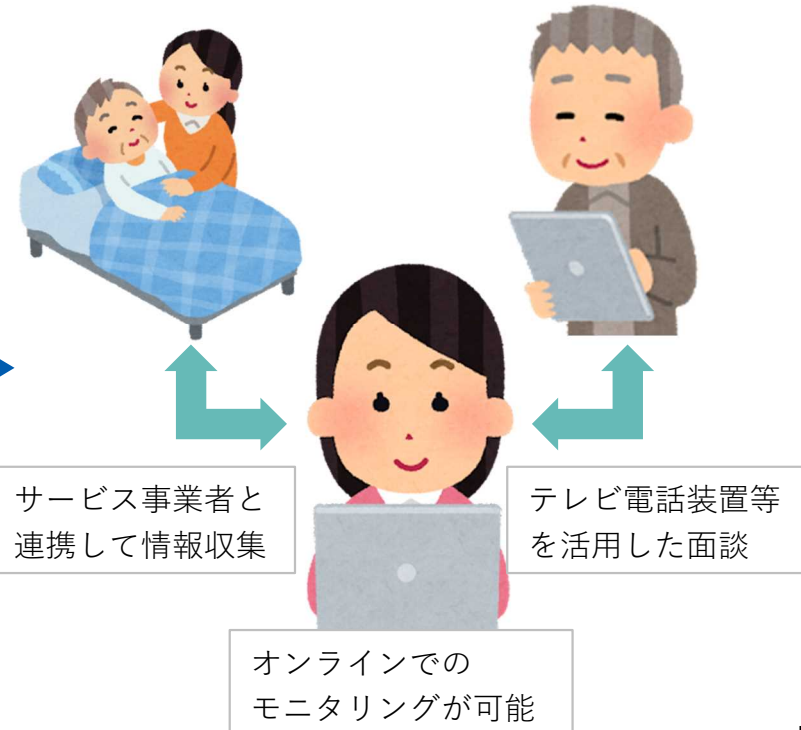 サービス事業者と
連携して情報収集
テレビ電話装置等
を活用した面談
オンラインでの
モニタリングが可能